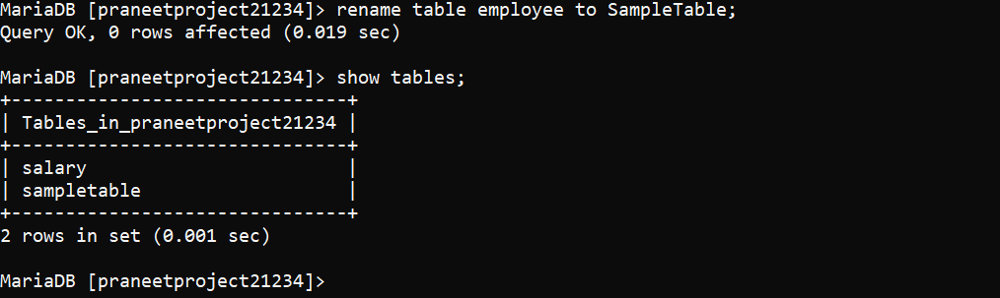 MariaDB [praneetproject21234]> rename table employee to SampleTable;
Query OK, 0 rows affected (0.019 sec)
MariaDB [praneetproject21234]> show tables;
+-------------------------------+
| Tables_in_praneetproject21234 |
+-------------------------------+
| salary                        |
| sampletable                   |
+-------------------------------+
2 rows in set (0.001 sec)
MariaDB [praneetproject21234]>